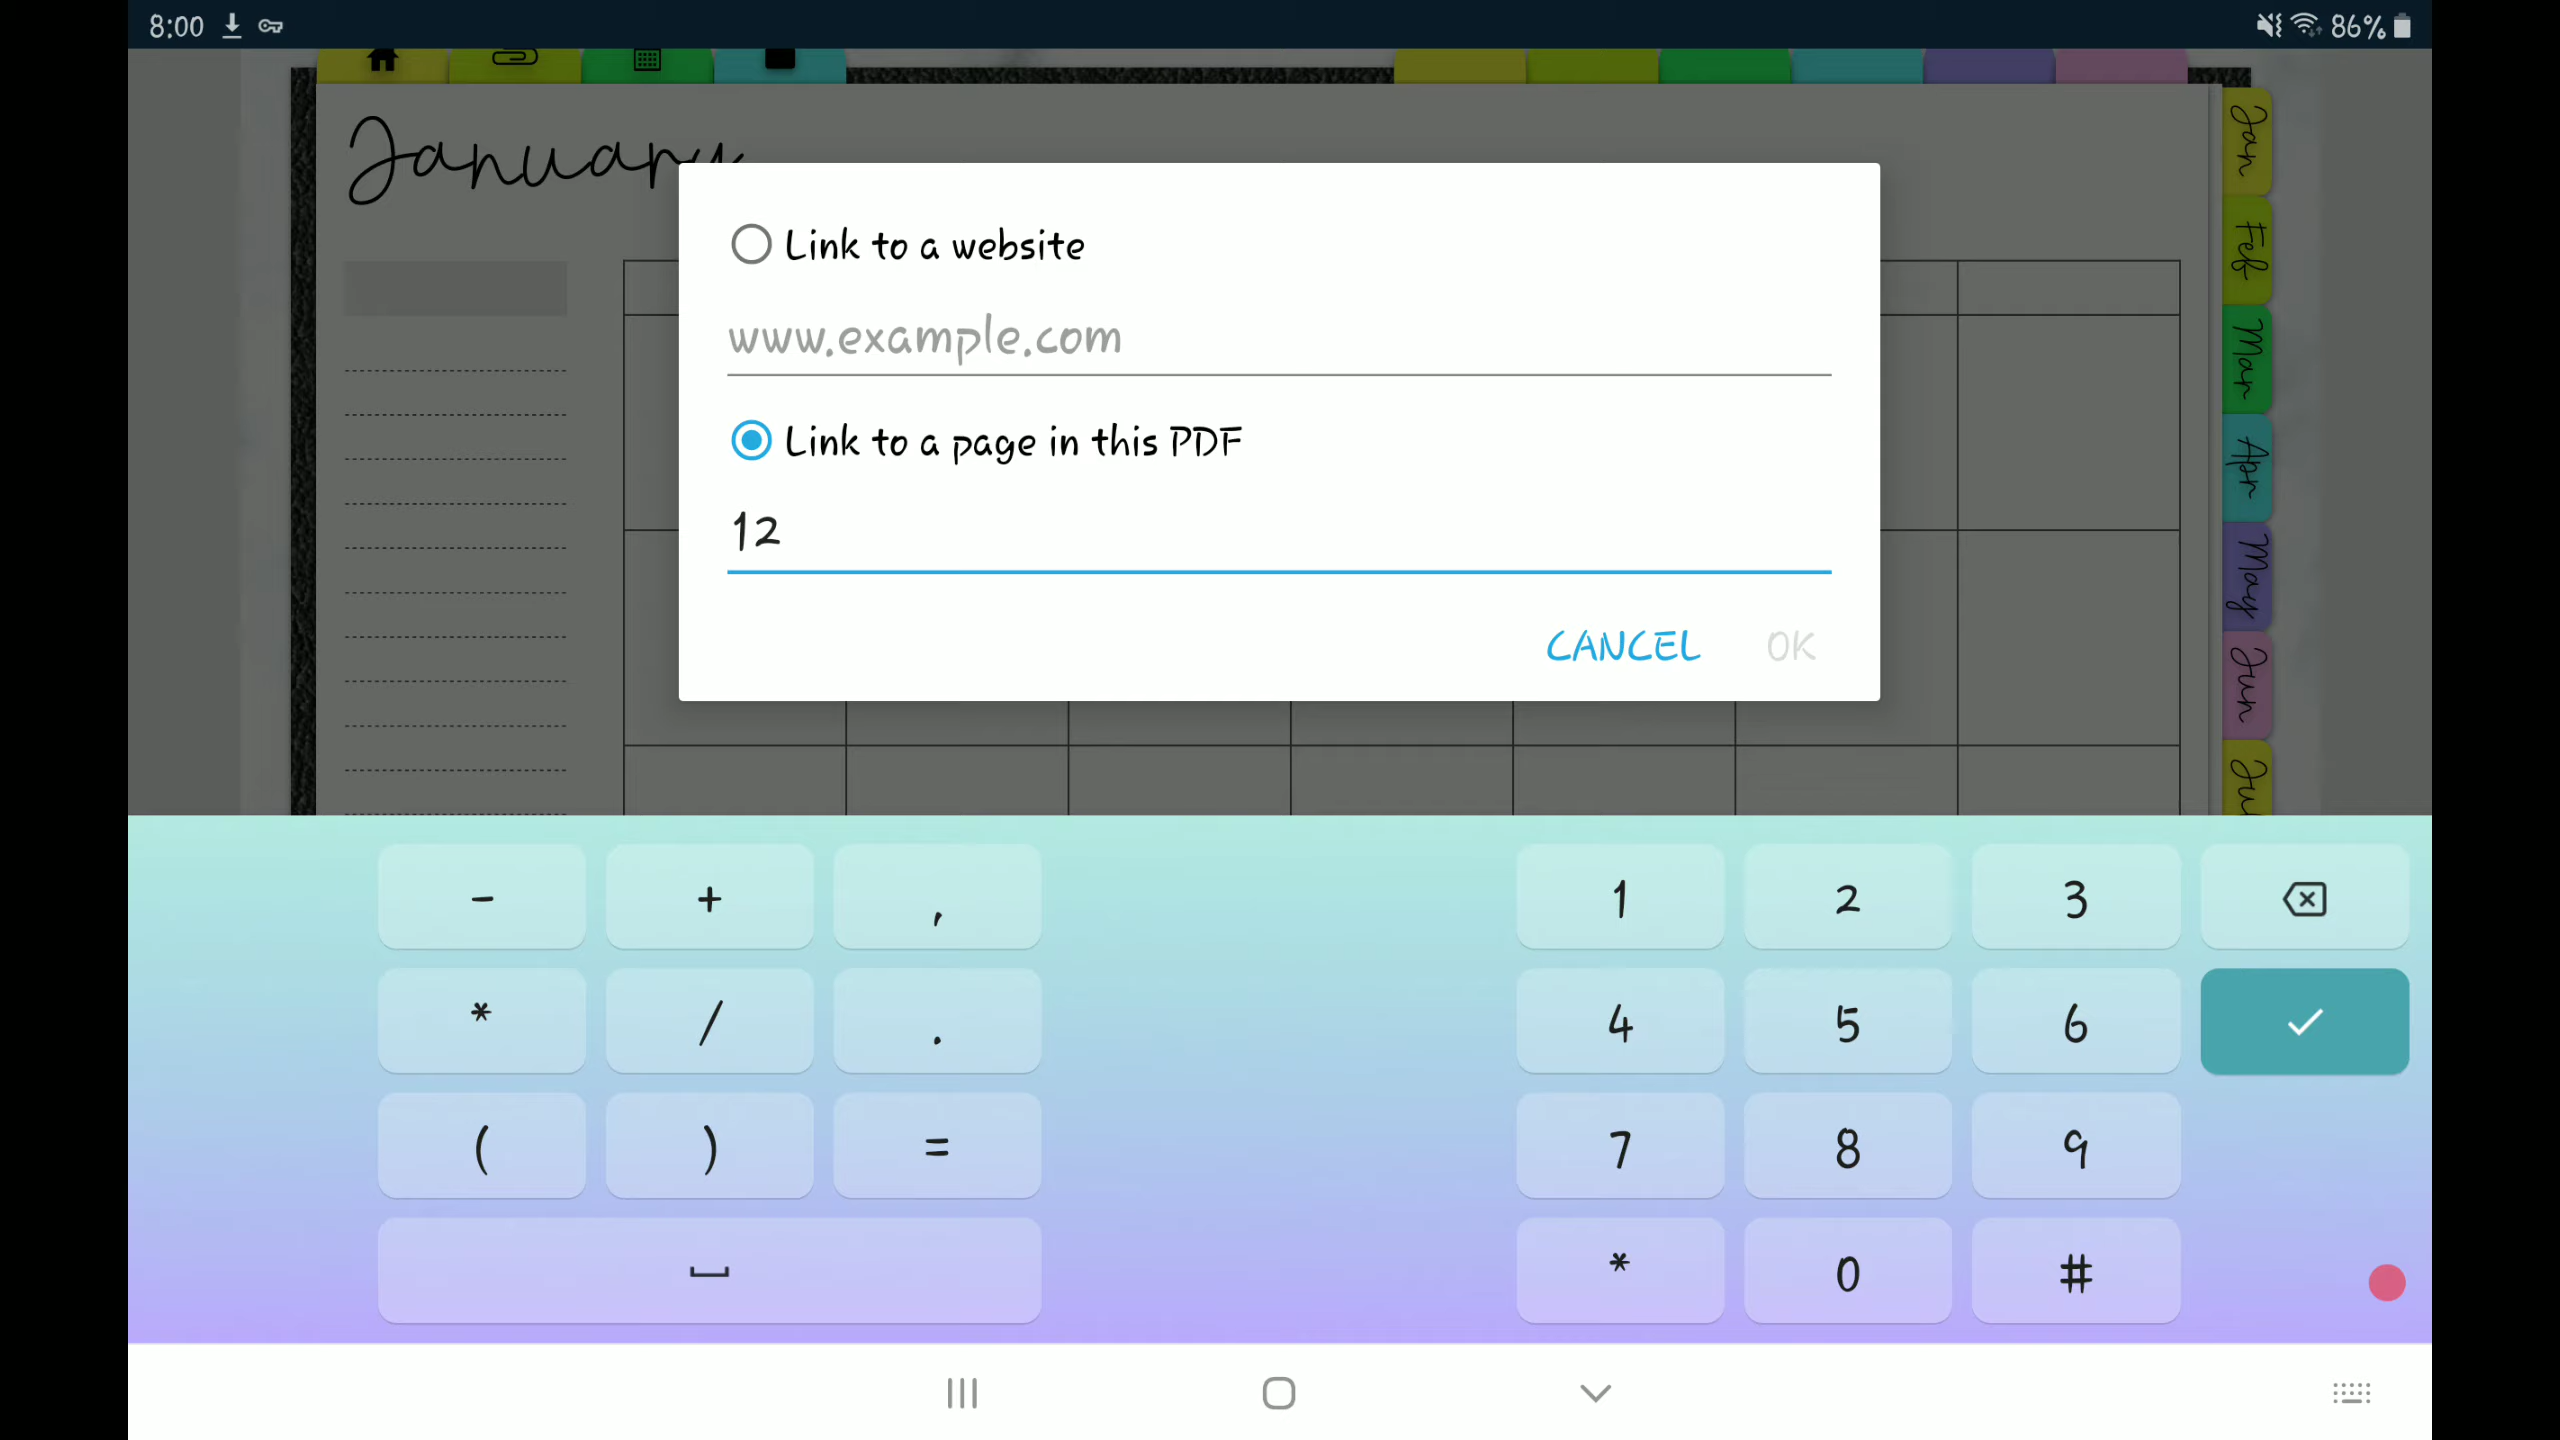 8:00
86%
January
Jan
Feb
Mar
Apr
May
Jun
Link to a website
www.example.com
Link to a page in this PDF
12
CANCEL OK
- + , 1 2 3
* / . 4 5 6
( ) = 7 8 9
* 0 #